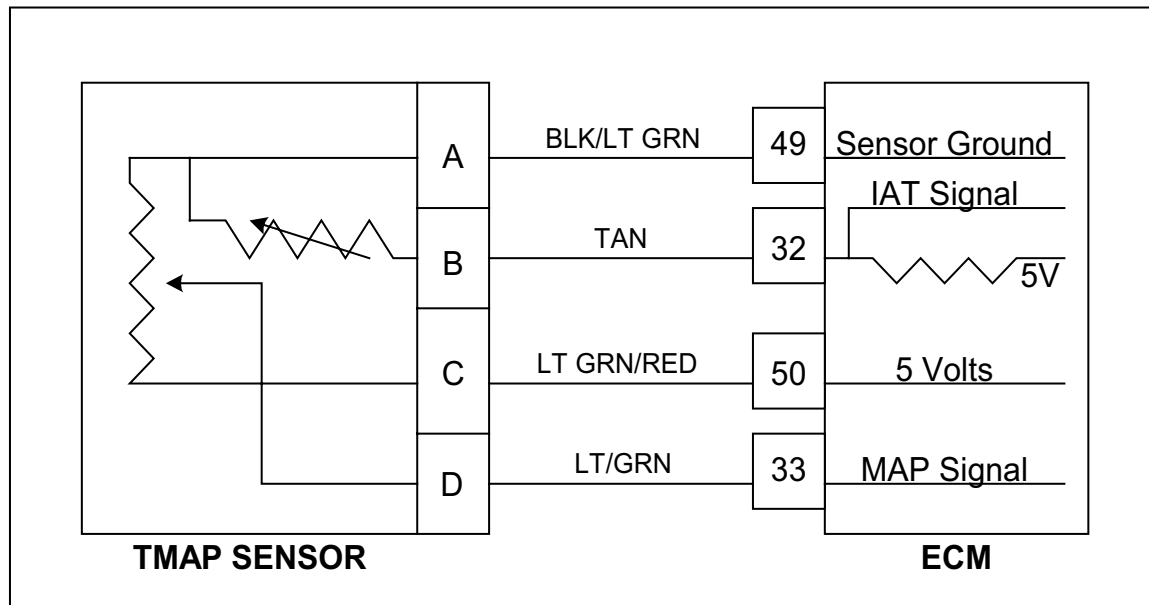 A BLK/LT GRN 49 Sensor Ground
IAT Signal
B TAN 32
5V
C LT GRN/RED 50 5 Volts
D LT/GRN 33 MAP Signal
TMAP SENSOR ECM